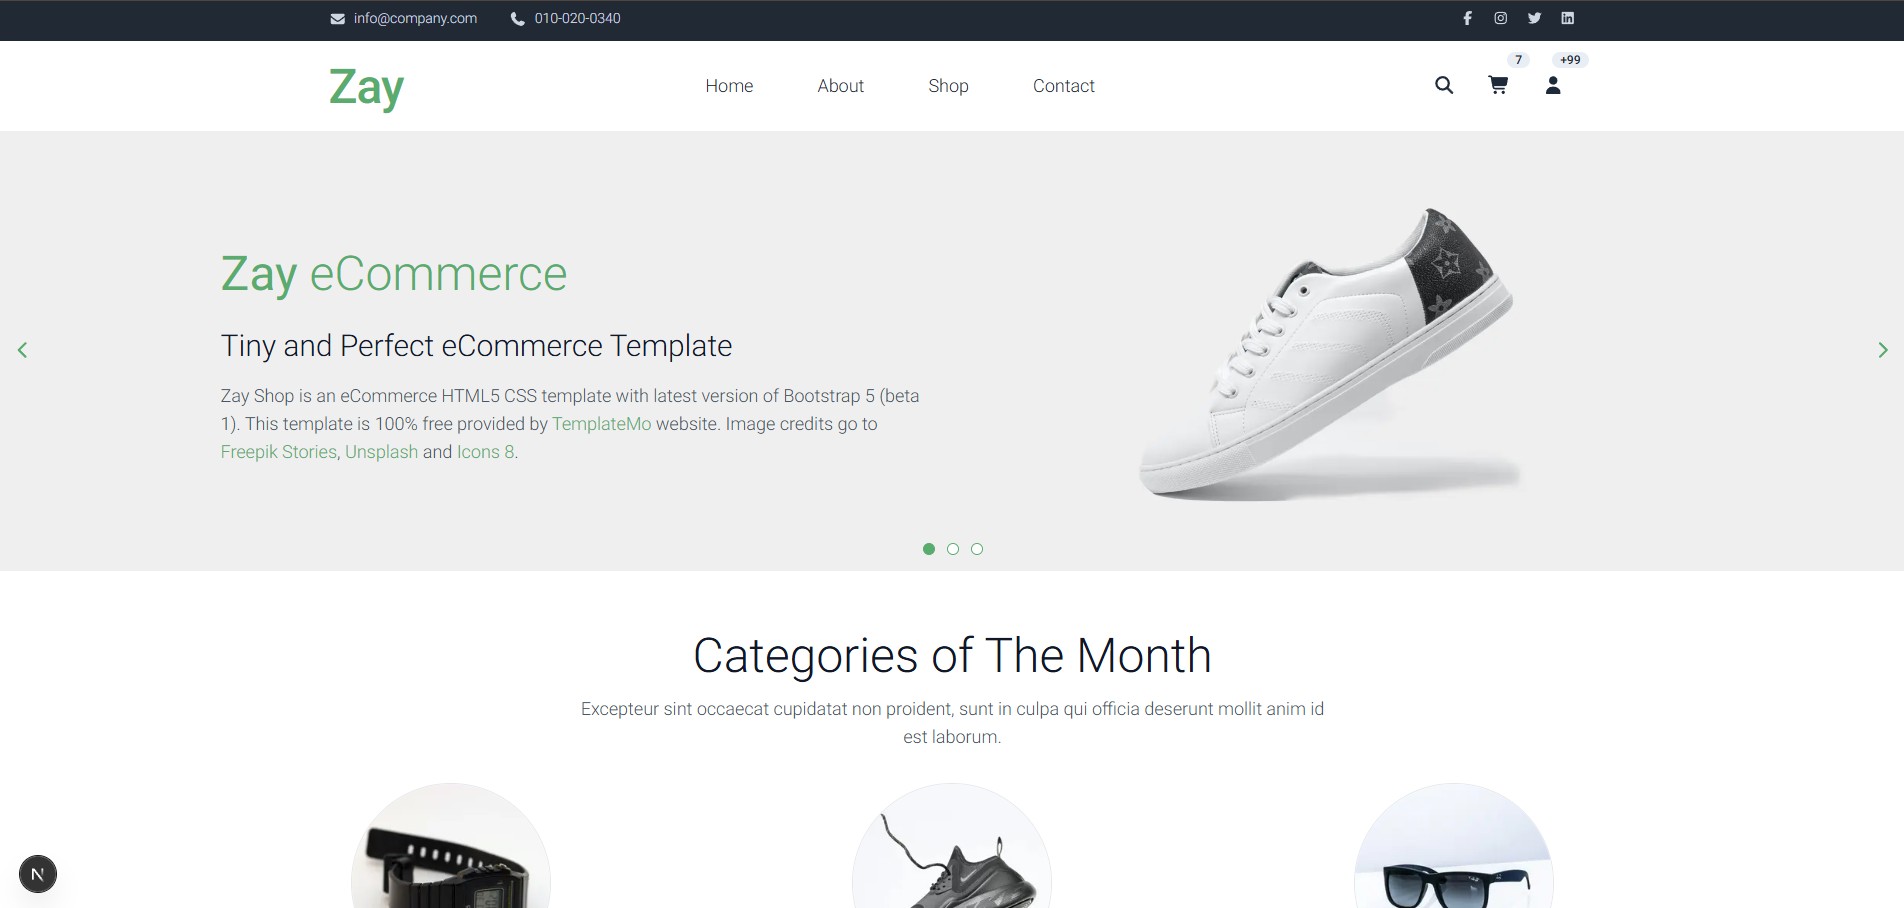 info@company.com 010-020-0340
Zay
Home About Shop Contact
7 +99
Zay eCommerce
Tiny and Perfect eCommerce Template
Zay Shop is an eCommerce HTML5 CSS template with latest version of Bootstrap 5 (beta
1). This template is 100% free provided by TemplateMo website. Image credits go to
Freepik Stories, Unsplash and Icons 8.
Categories of The Month
Excepteur sint occaecat cupidatat non proident, sunt in culpa qui officia deserunt mollit anim id
est laborum.
N